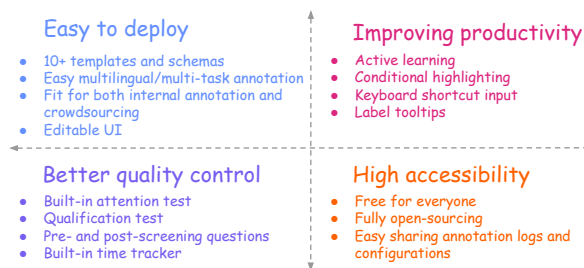 Easy to deploy
● 10+ templates and schemas
● Easy multilingual/multi-task annotation
● Fit for both internal annotation and
crowdsourcing
● Editable UI
Improving productivity
● Active learning
● Conditional highlighting
● Keyboard shortcut input
● Label tooltips
Better quality control
● Built-in attention test
● Qualification test
● Pre- and post-screening questions
● Built-in time tracker
High accessibility
● Free for everyone
● Fully open-sourcing
● Easy sharing annotation logs and
configurations